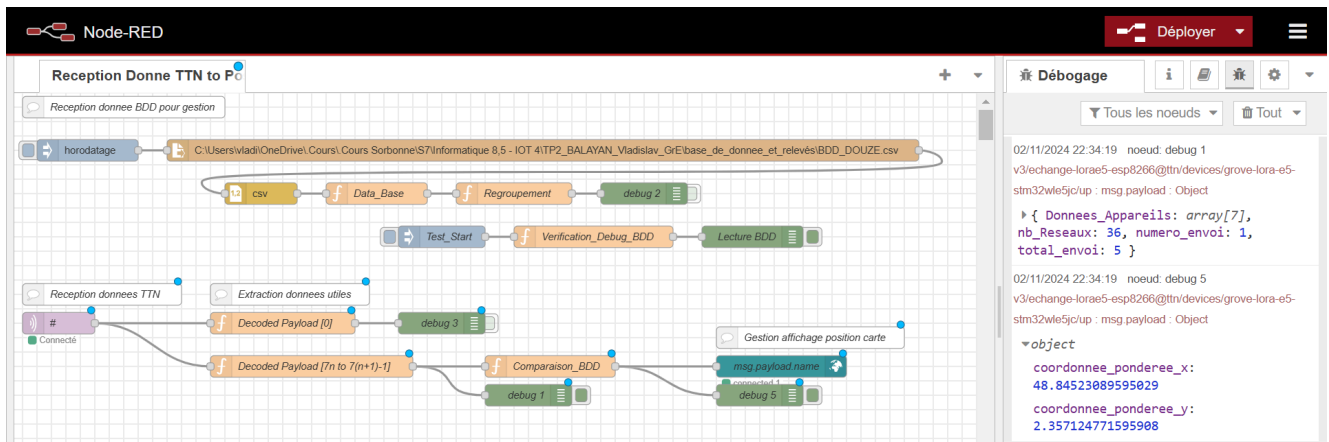 Node-RED
Déployer
Reception Donne TTN to Po
Débogage
Reception donnee BDD pour gestion
Tous les noeuds
Tout
horodatage
C:\Users\vladi\OneDrive\.Cours\.Cours Sorbonne\S7\Informatique 8,5 - IOT 4\TP2_BALAYAN_Vladislav_GrE\base_de_donnee_et_relevés\BDD_DOUZE.csv
1,2 csv
Data_Base
Regroupement
debug 2
Test_Start
Verification_Debug_BDD
Lecture BDD
Reception donnees TTN
Extraction donnees utiles
#
Connecté
Decoded Payload [0]
debug 3
Gestion affichage position carte
Decoded Payload [7n to 7(n+1)-1]
Comparaison_BDD
msg.payload.name
connected 1
debug 1
debug 5
02/11/2024 22:34:19 noeud: debug 1
v3/echange-lorae5-esp8266@ttn/devices/grove-lora-e5-
stm32wle5jc/up : msg.payload : Object
{ Donnees_Appareils: array[7],
nb_Reseaux: 36, numero_envoi: 1,
total_envoi: 5 }
02/11/2024 22:34:19 noeud: debug 5
v3/echange-lorae5-esp8266@ttn/devices/grove-lora-e5-
stm32wle5jc/up : msg.payload : Object
object
coordonnee_ponderee_x:
48.84523089595029
coordonnee_ponderee_y:
2.357124771595908